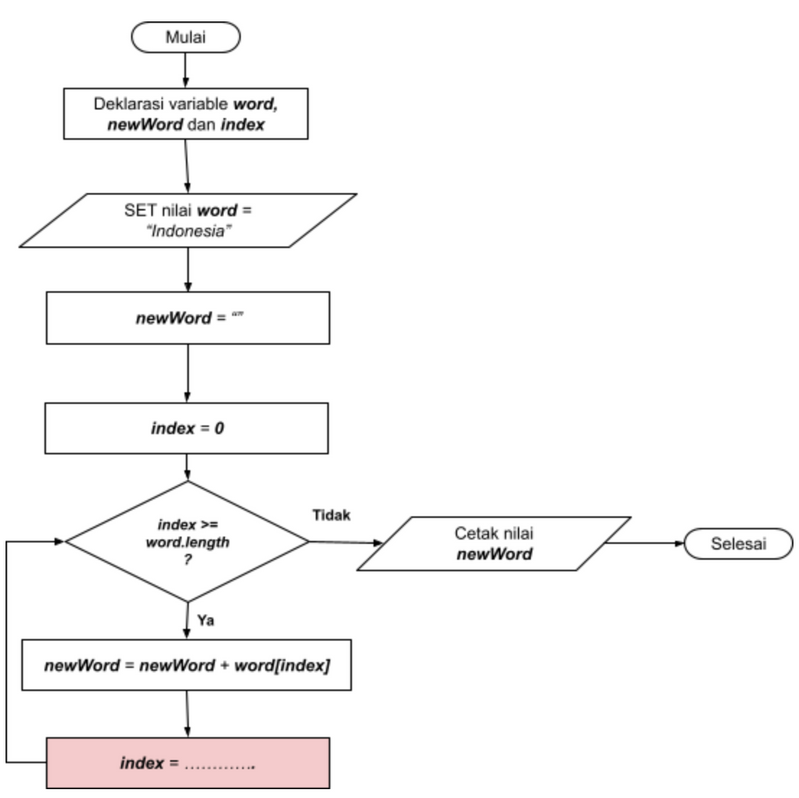 Mulai
Deklarasi variable word,
newWord dan index
SET nilai word =
“Indonesia”
newWord = “”
index = 0
index >=
word.length
?
Tidak
Cetak nilai
newWord
Selesai
Ya
newWord = newWord + word[index]
index = ………….